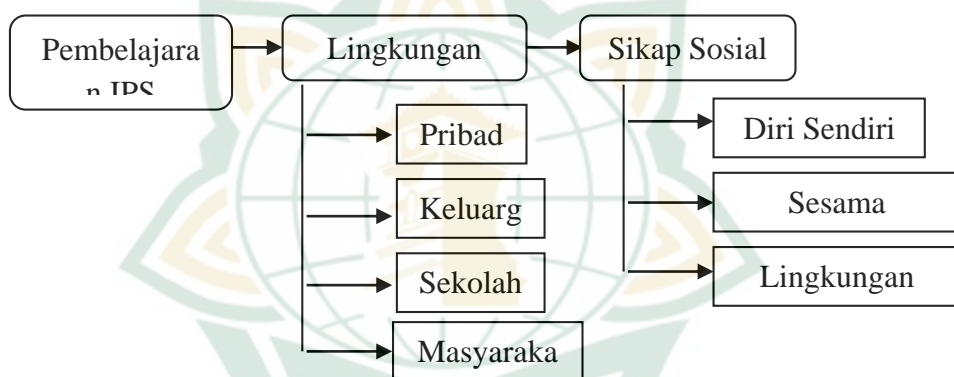 Pembelajara
n IPS
Lingkungan
Sikap Sosial
Pribad
Keluarg
Sekolah
Masyaraka
Diri Sendiri
Sesama
Lingkungan